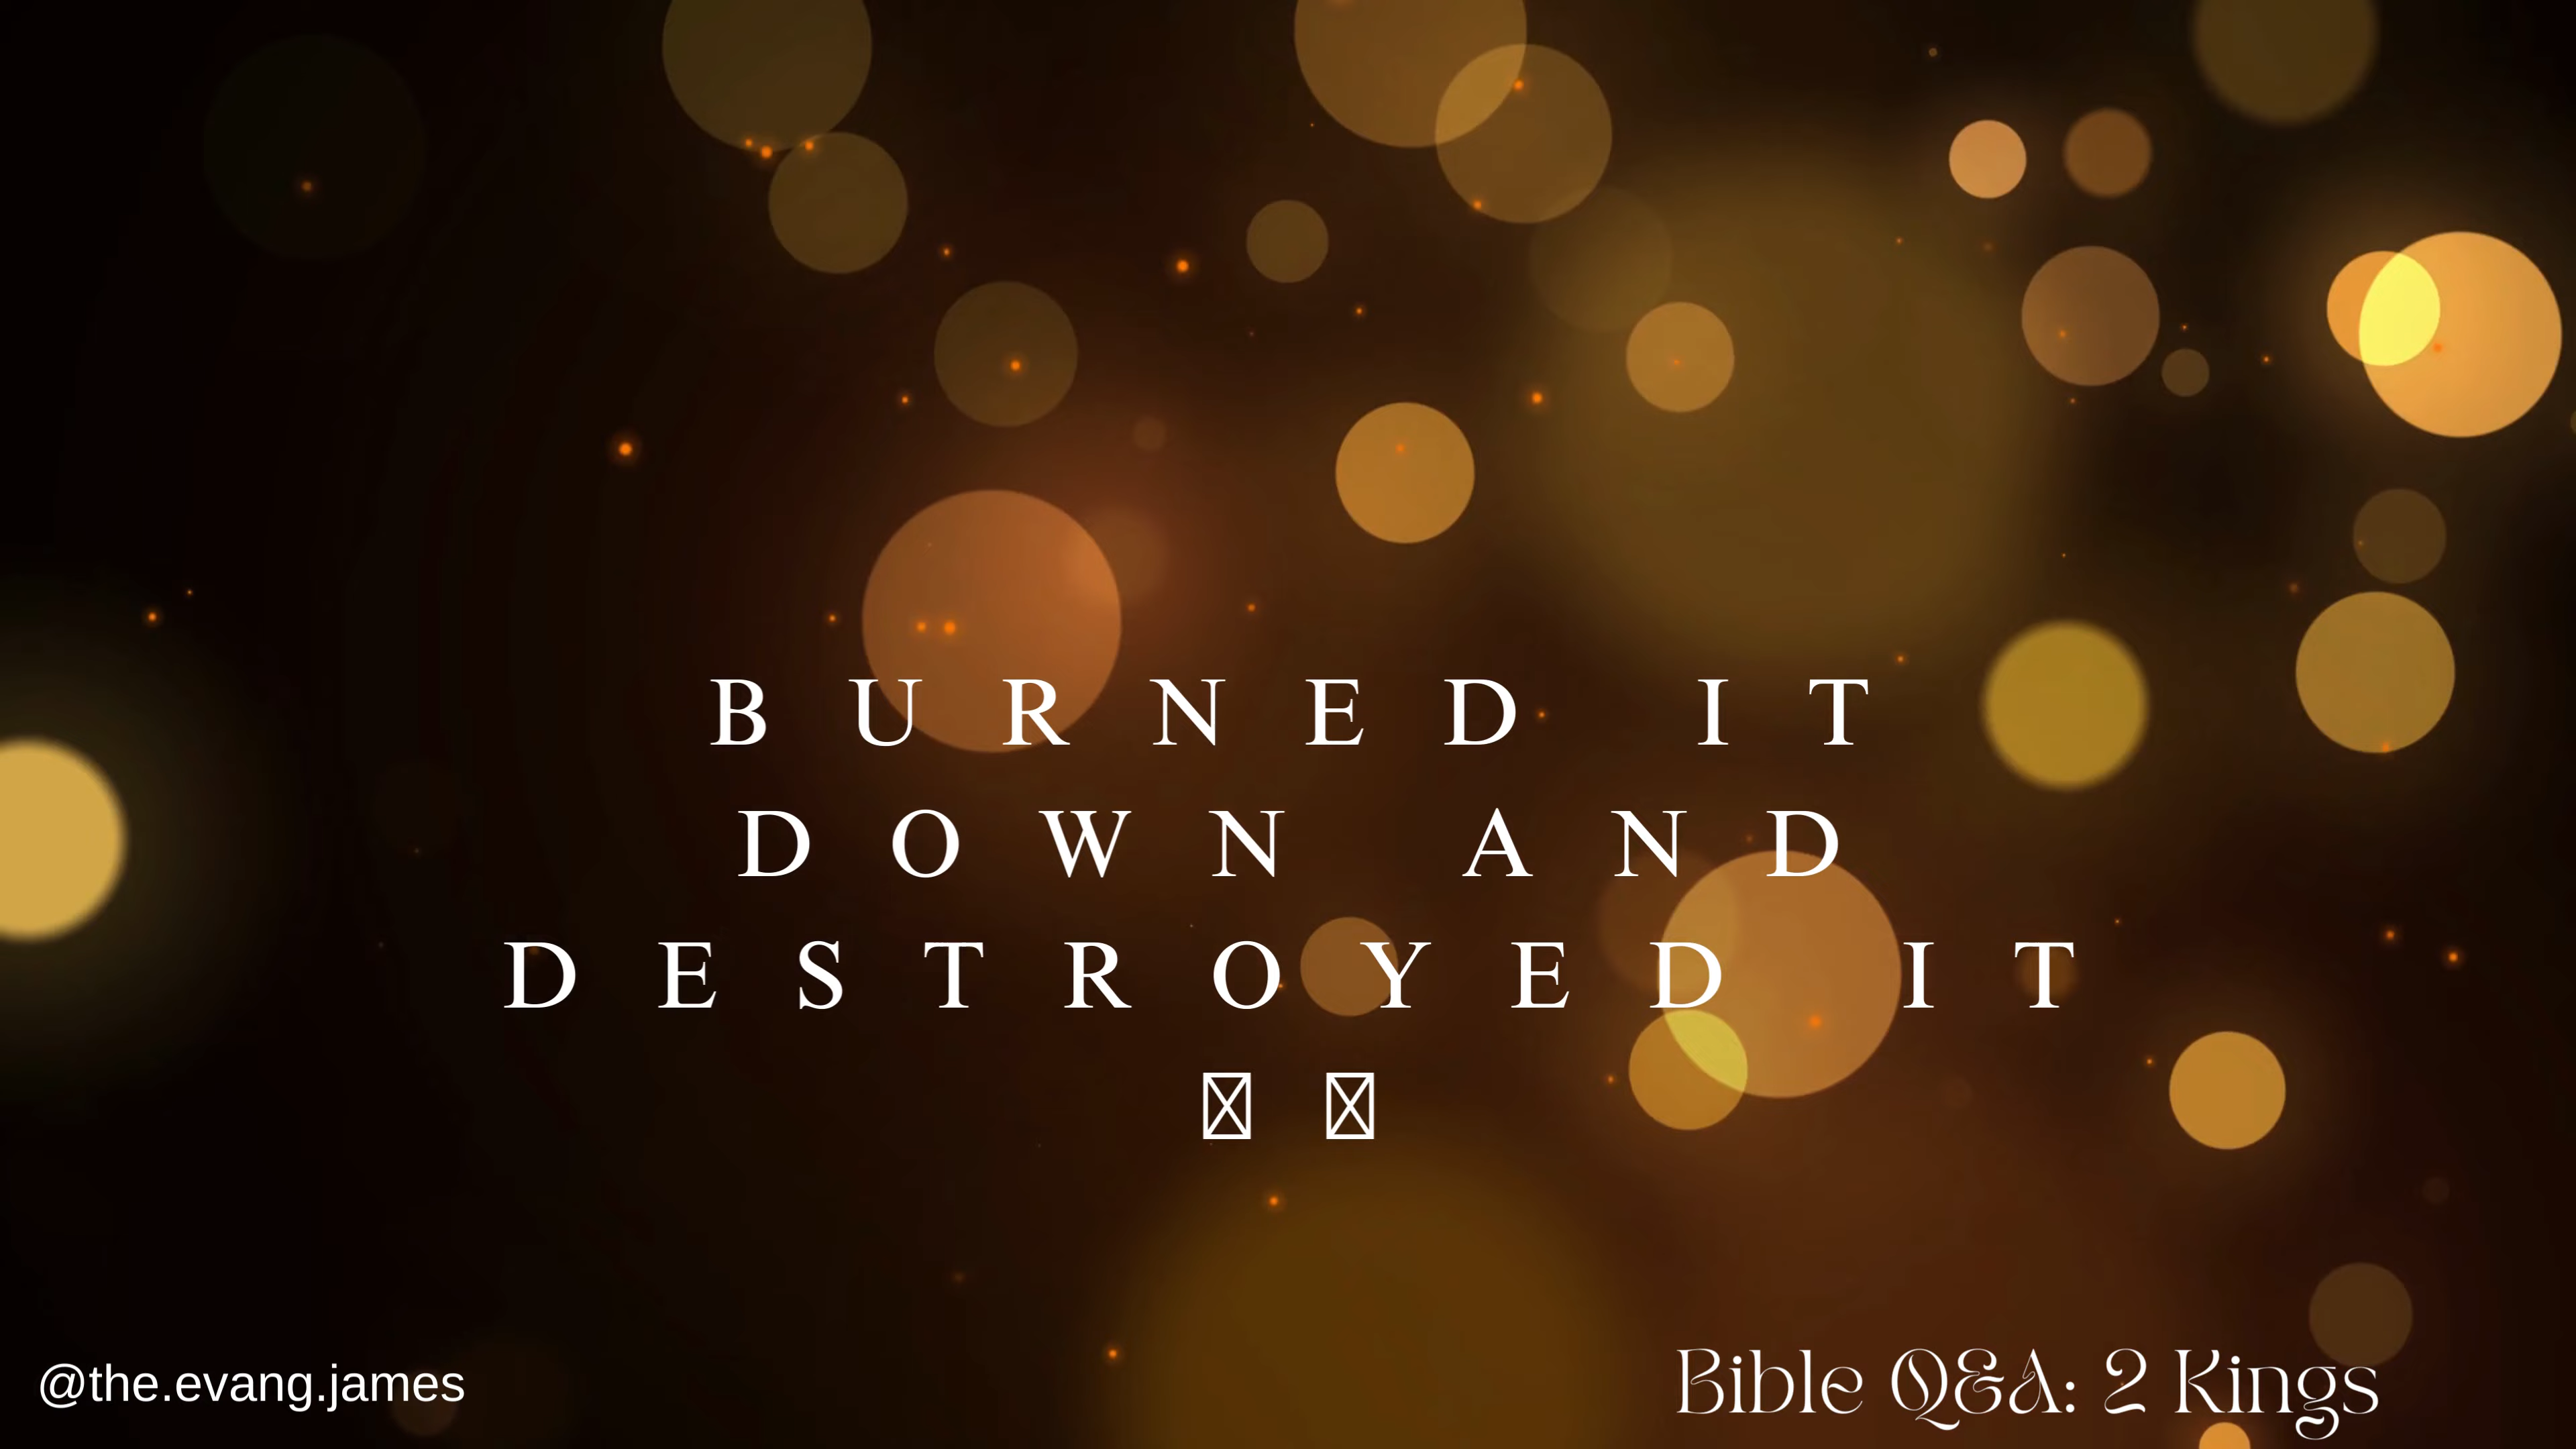 BURNED IT
DOWN AND
DESTROYED IT
@the.evang.james
Bible Q&A: 2 Kings